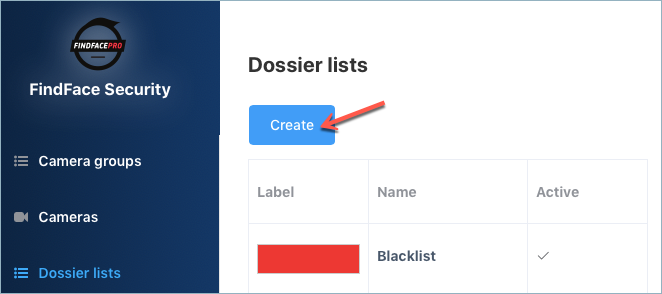 FINDFACEPRO
FindFace Security
Camera groups
Cameras
Dossier lists
Dossier lists
Create
Label Name Active
Blacklist